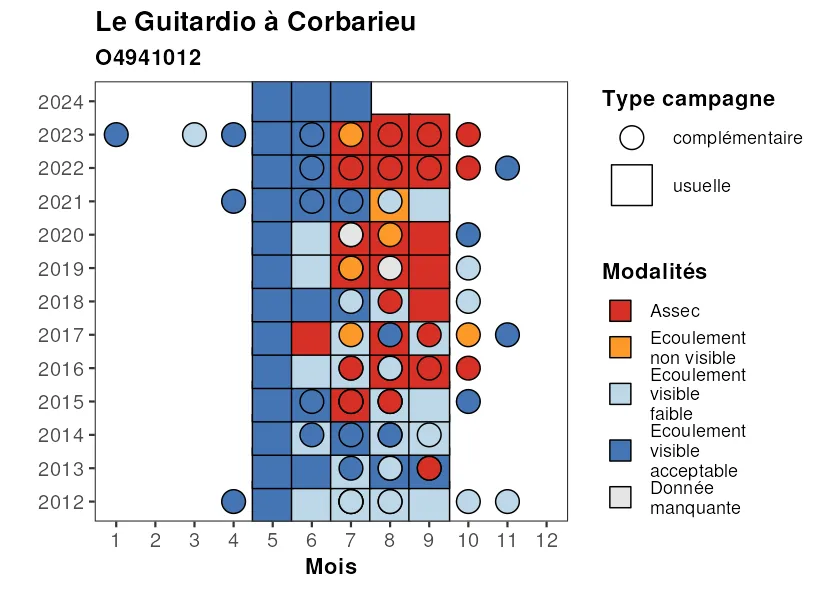 Le Guitardio à Corbarieu
O4941012
2024
2023
2022
2021
2020
2019
2018
2017
2016
2015
2014
2013
2012
1 2 3 4 5 6 7 8 9 10 11 12
Mois
Type campagne
complémentaire
usuelle
Modalités
Assec
Ecoulement
non visible
Ecoulement
visible
faible
Ecoulement
visible
acceptable
Donnée
manquante